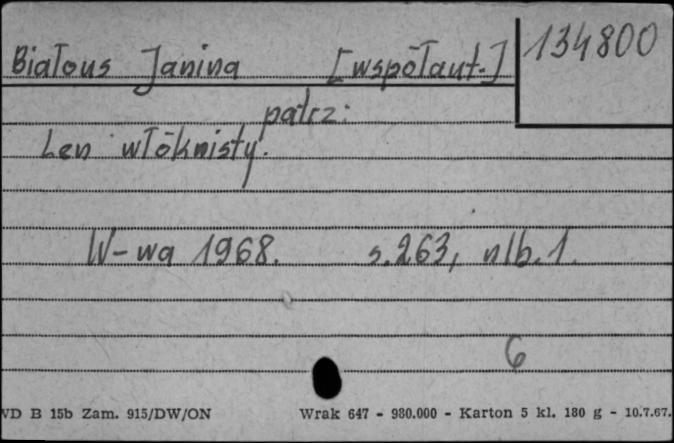 Białous Janina [współaut.] 134800
patrz:
Len włóknisty.
W-wa 1968. s.263, nlb.1.
6
VD B 15b Zam. 915/DW/ON Wrak 647 - 980.000 - Karton 5 kl. 180 g - 10.7.67.